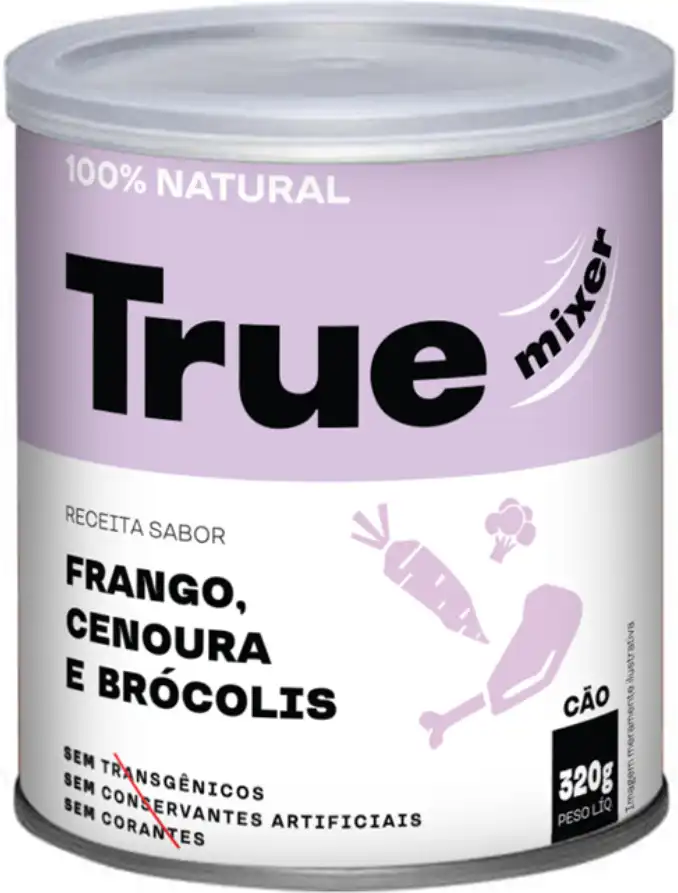 100% NATURAL
True
mixer
RECEITA SABOR
FRANGO,
CENOURA
E BRÓCOLIS
SEM TRANSGÊNICOS
SEM CONSERVANTES ARTIFICIAIS
SEM CORANTES
CÃO
320g
PESO LÍQ
Imagem meramente ilustrativa